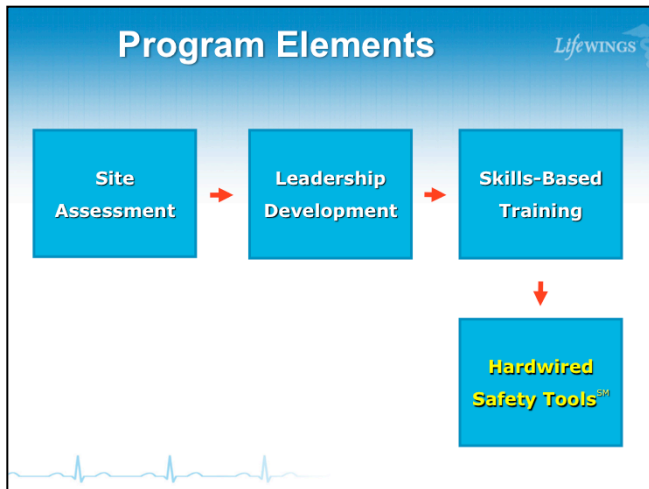 Program Elements
LifeWINGS
Site
Assessment
Leadership
Development
Skills-Based
Training
Hardwired
Safety Tools℠